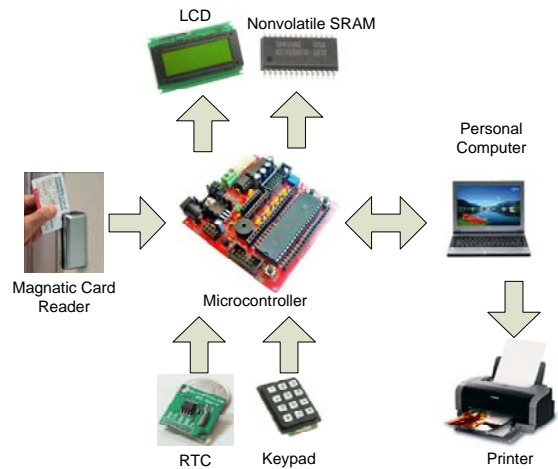 LCD
Nonvolatile SRAM
Personal
Computer
Magnatic Card
Reader
Microcontroller
RTC
Keypad
Printer